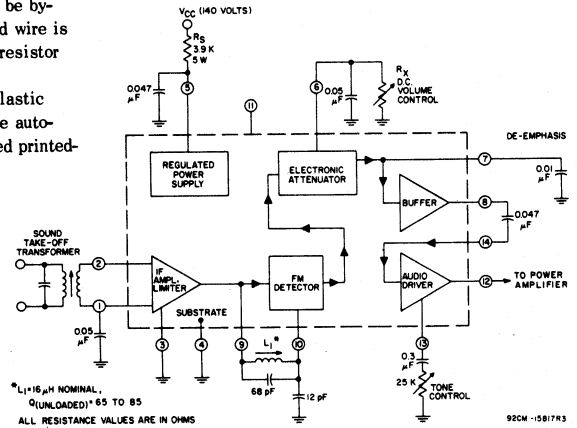 be by-
d wire is
resistor
lastic
e auto-
ed printed-
VCC (140 VOLTS)
RS
3.9 K
5 W
0.047
µF
5
11
6
0.05
µF
RX
D.C.
VOLUME
CONTROL
REGULATED
POWER
SUPPLY
ELECTRONIC
ATTENUATOR
7
DE-EMPHASIS
0.01
µF
BUFFER
8
0.047
µF
14
SOUND
TAKE-OFF
TRANSFORMER
2
1
0.05
µF
IF
AMPL.
LIMITER
FM
DETECTOR
AUDIO
DRIVER
12
TO POWER
AMPLIFIER
SUBSTRATE
3
4
9
10
13
L1*
68 pF
12 pF
0.3
µF
25 K
TONE
CONTROL
*L1=16 µH NOMINAL,
Q(UNLOADED)= 65 TO 85
ALL RESISTANCE VALUES ARE IN OHMS
92CM-15817R3